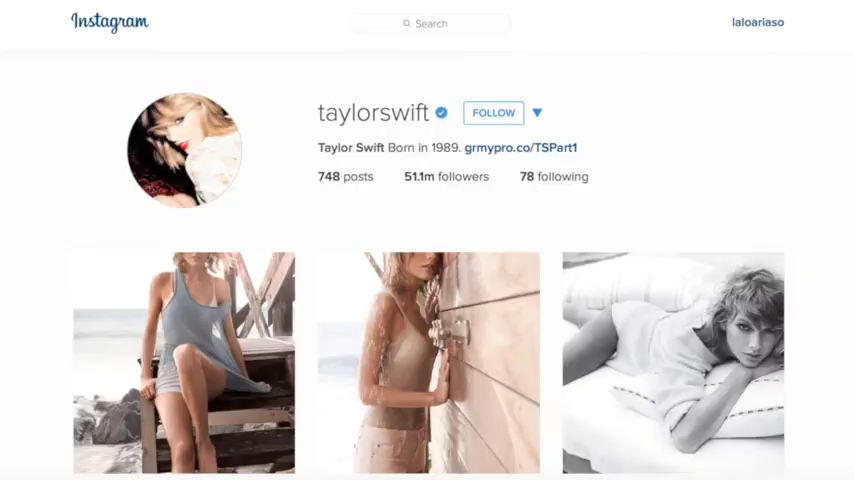 Instagram
Search
laloariaso
taylorswift
FOLLOW
Taylor Swift Born in 1989. grmypro.co/TSPart1
748 posts 51.1m followers 78 following